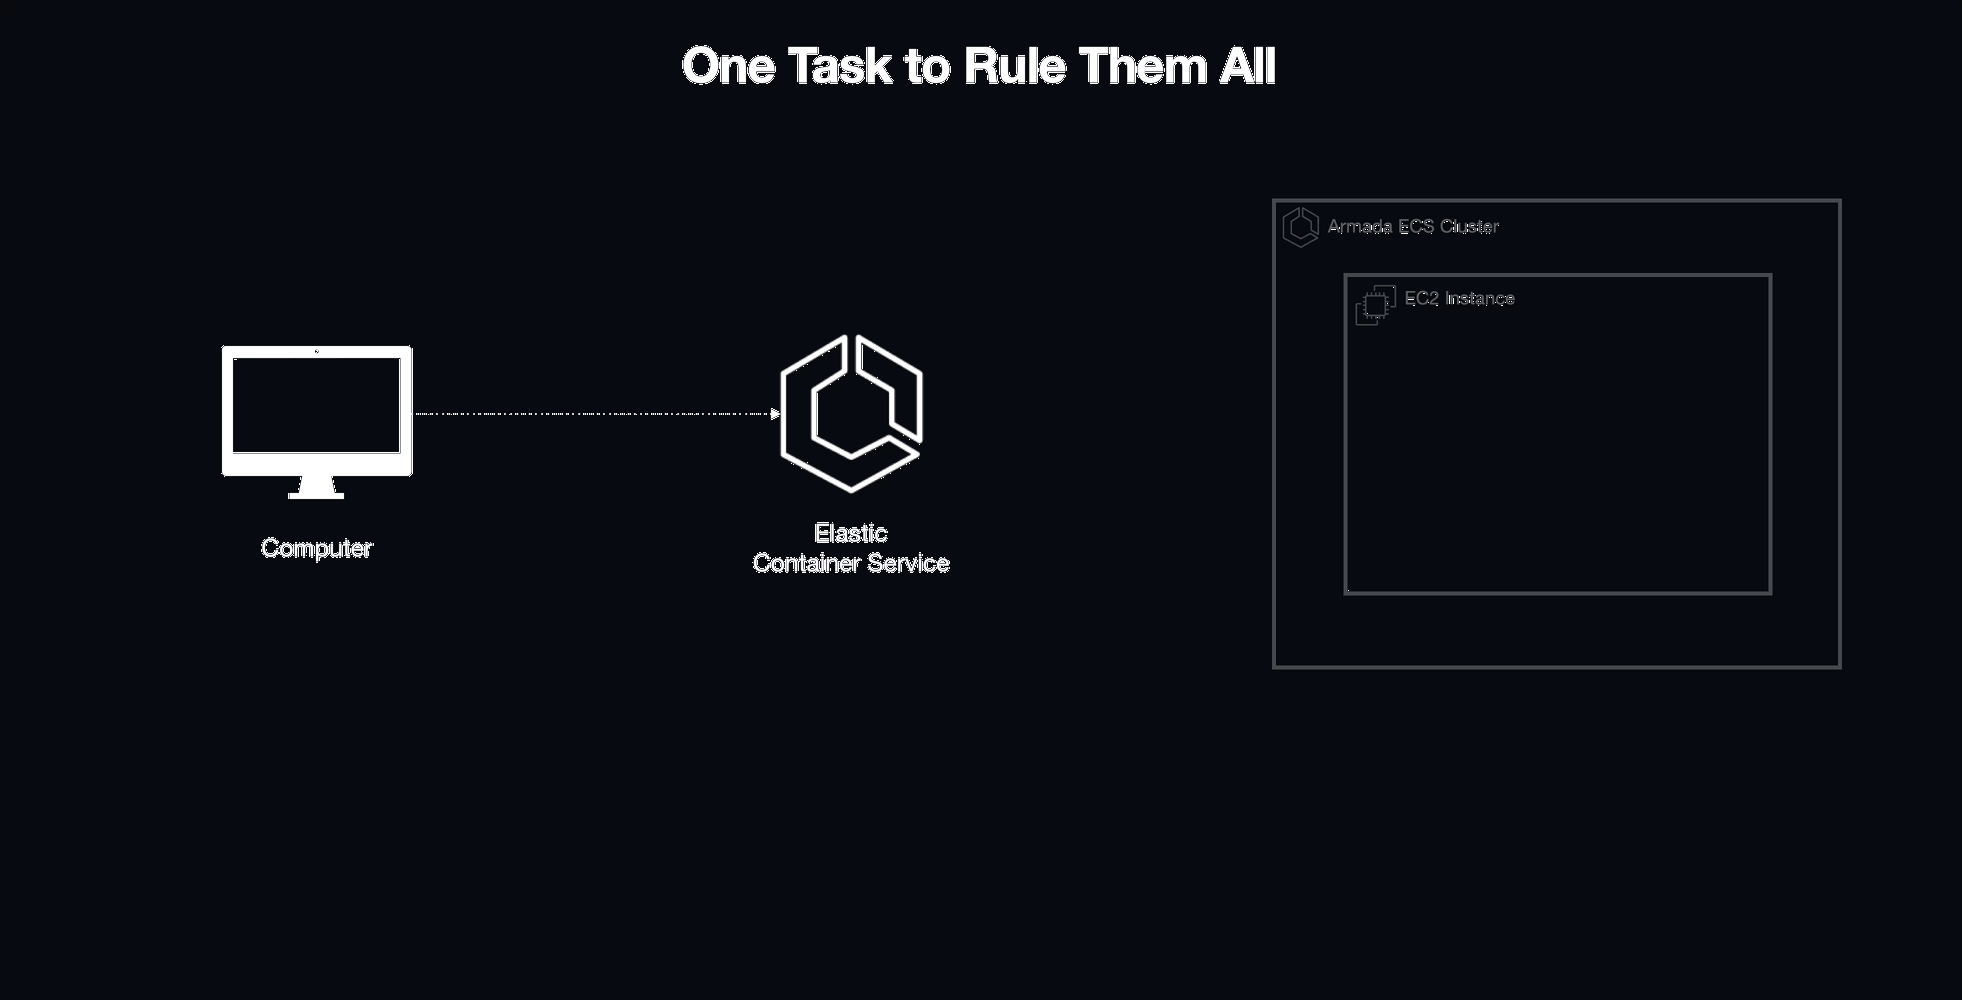 One Task to Rule Them All
Armada ECS Cluster
EC2 Instance
Computer
Elastic
Container Service